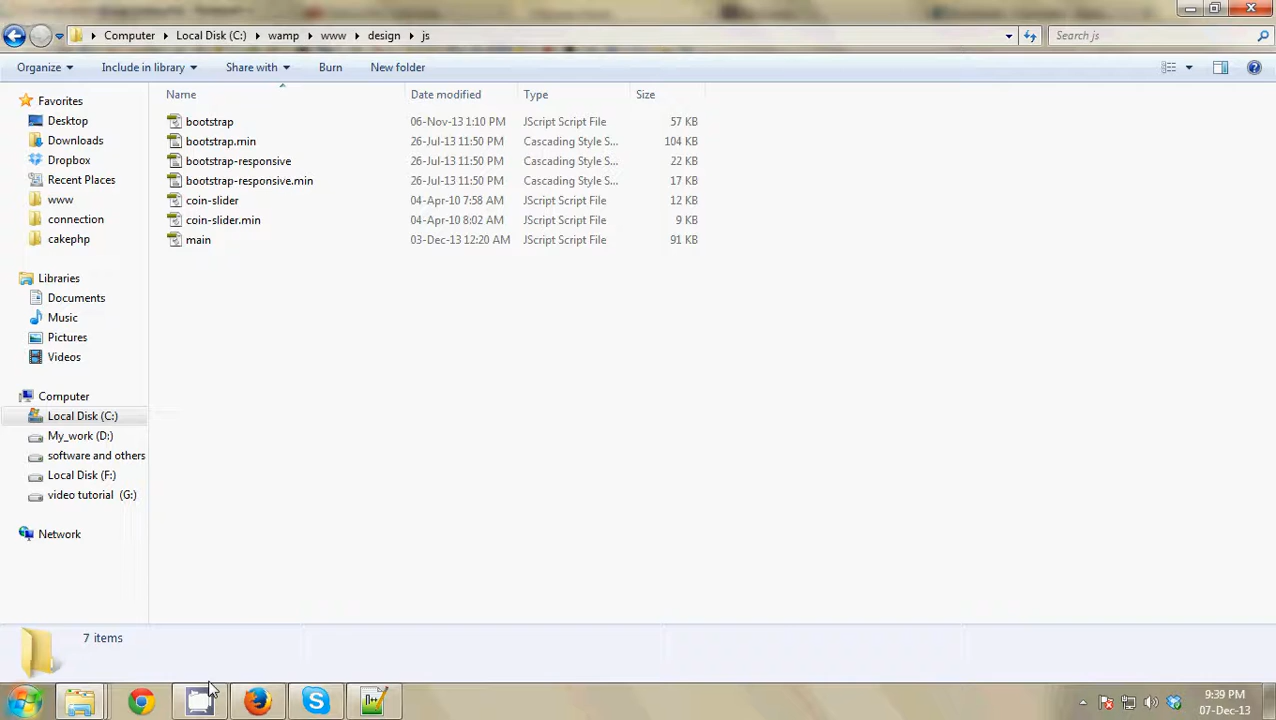 Computer Local Disk (C:) wamp www design js Search js
Organize Include in library Share with Burn New folder
Name Date modified Type Size
Favorites
Desktop
Downloads
Dropbox
Recent Places
www
connection
cakephp
Libraries
Documents
Music
Pictures
Videos
Computer
Local Disk (C:)
My_work (D:)
software and others
Local Disk (F:)
video tutorial (G:)
Network
bootstrap 06-Nov-13 1:10 PM JScript Script File 57 KB
bootstrap.min 26-Jul-13 11:50 PM Cascading Style S... 104 KB
bootstrap-responsive 26-Jul-13 11:50 PM Cascading Style S... 22 KB
bootstrap-responsive.min 26-Jul-13 11:50 PM Cascading Style S... 17 KB
coin-slider 04-Apr-10 7:58 AM JScript Script File 12 KB
coin-slider.min 04-Apr-10 8:02 AM JScript Script File 9 KB
main 03-Dec-13 12:20 AM JScript Script File 91 KB
7 items
9:39 PM
07-Dec-13